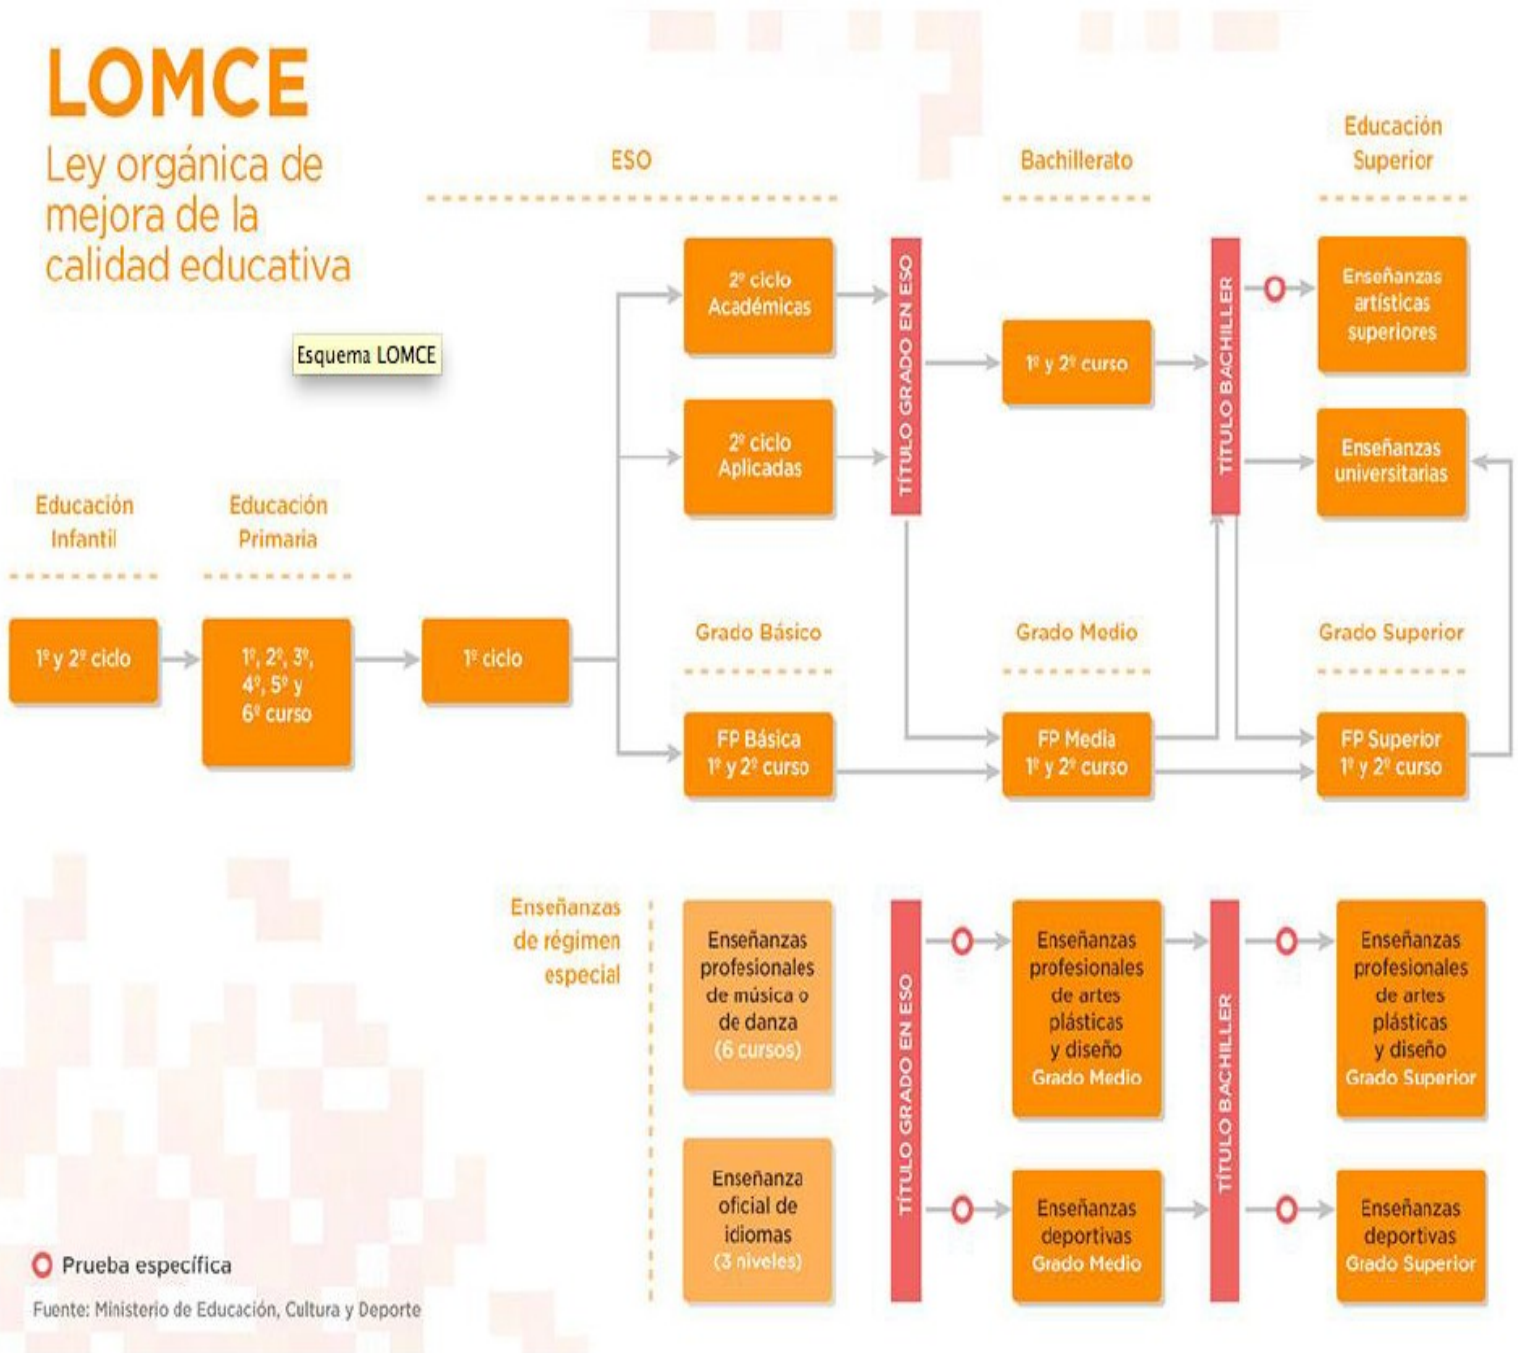 LOMCE
Ley orgánica de
mejora de la
calidad educativa
Esquema LOMCE
ESO
Bachillerato
Educación
Superior
2º ciclo
Académicas
2º ciclo
Aplicadas
TÍTULO GRADO EN ESO
1º y 2º curso
TÍTULO BACHILLER
Enseñanzas
artísticas
superiores
Enseñanzas
universitarias
Educación
Infantil
Educación
Primaria
1º y 2º ciclo
1º, 2º, 3º,
4º, 5º y
6º curso
1º ciclo
Grado Básico
FP Básica
1º y 2º curso
Grado Medio
FP Media
1º y 2º curso
Grado Superior
FP Superior
1º y 2º curso
Enseñanzas
de régimen
especial
Enseñanzas
profesionales
de música o
de danza
(6 cursos)
Enseñanza
oficial de
idiomas
(3 niveles)
TÍTULO GRADO EN ESO
Enseñanzas
profesionales
de artes
plásticas
y diseño
Grado Medio
Enseñanzas
deportivas
Grado Medio
TÍTULO BACHILLER
Enseñanzas
profesionales
de artes
plásticas
y diseño
Grado Superior
Enseñanzas
deportivas
Grado Superior
Prueba específica
Fuente: Ministerio de Educación, Cultura y Deporte